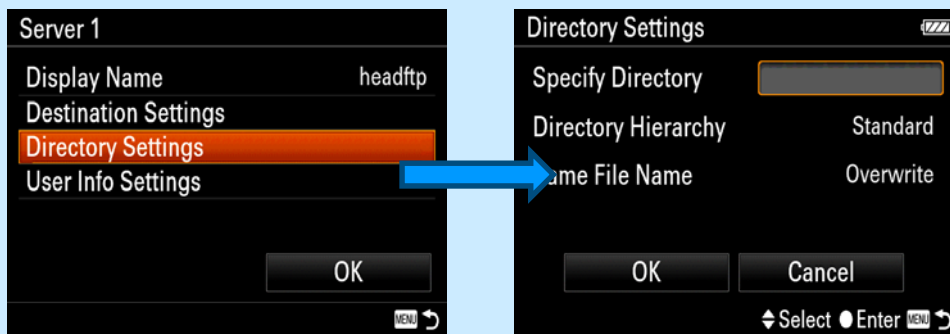 Server 1
Display Name headftp
Destination Settings
Directory Settings
User Info Settings
OK
MENU
Directory Settings
Specify Directory
Directory Hierarchy Standard
ame File Name Overwrite
OK Cancel
Select Enter MENU